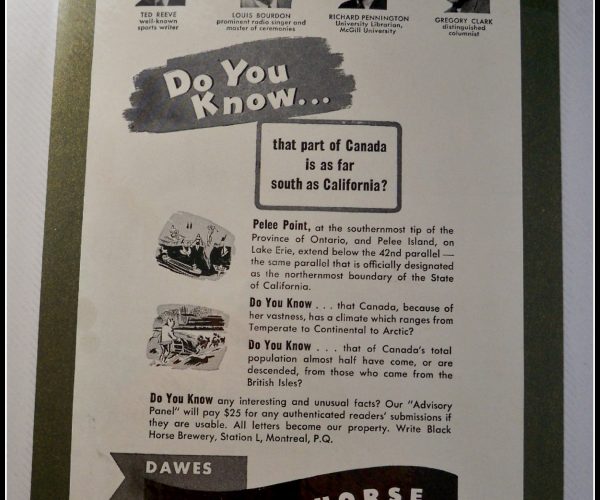 TED REEVE
well-known
sports writer
LOUIS BOURDON
prominent radio singer and
master of ceremonies
RICHARD PENNINGTON
University Librarian,
McGill University
GREGORY CLARK
distinguished
columnist
Do You
Know...
that part of Canada
is as far
south as California?
Pelee Point, at the southernmost tip of the
Province of Ontario, and Pelee Island, on
Lake Erie, extend below the 42nd parallel —
the same parallel that is officially designated
as the northernmost boundary of the State
of California.
Do You Know . . . that Canada, because of
her vastness, has a climate which ranges from
Temperate to Continental to Arctic?
Do You Know . . . that of Canada's total
population almost half have come, or are
descended, from those who came from the
British Isles?
Do You Know any interesting and unusual facts? Our "Advisory
Panel" will pay $25 for any authenticated readers' submissions if
they are usable. All letters become our property. Write Black
Horse Brewery, Station L, Montreal, P.Q.
DAWES
HORSE